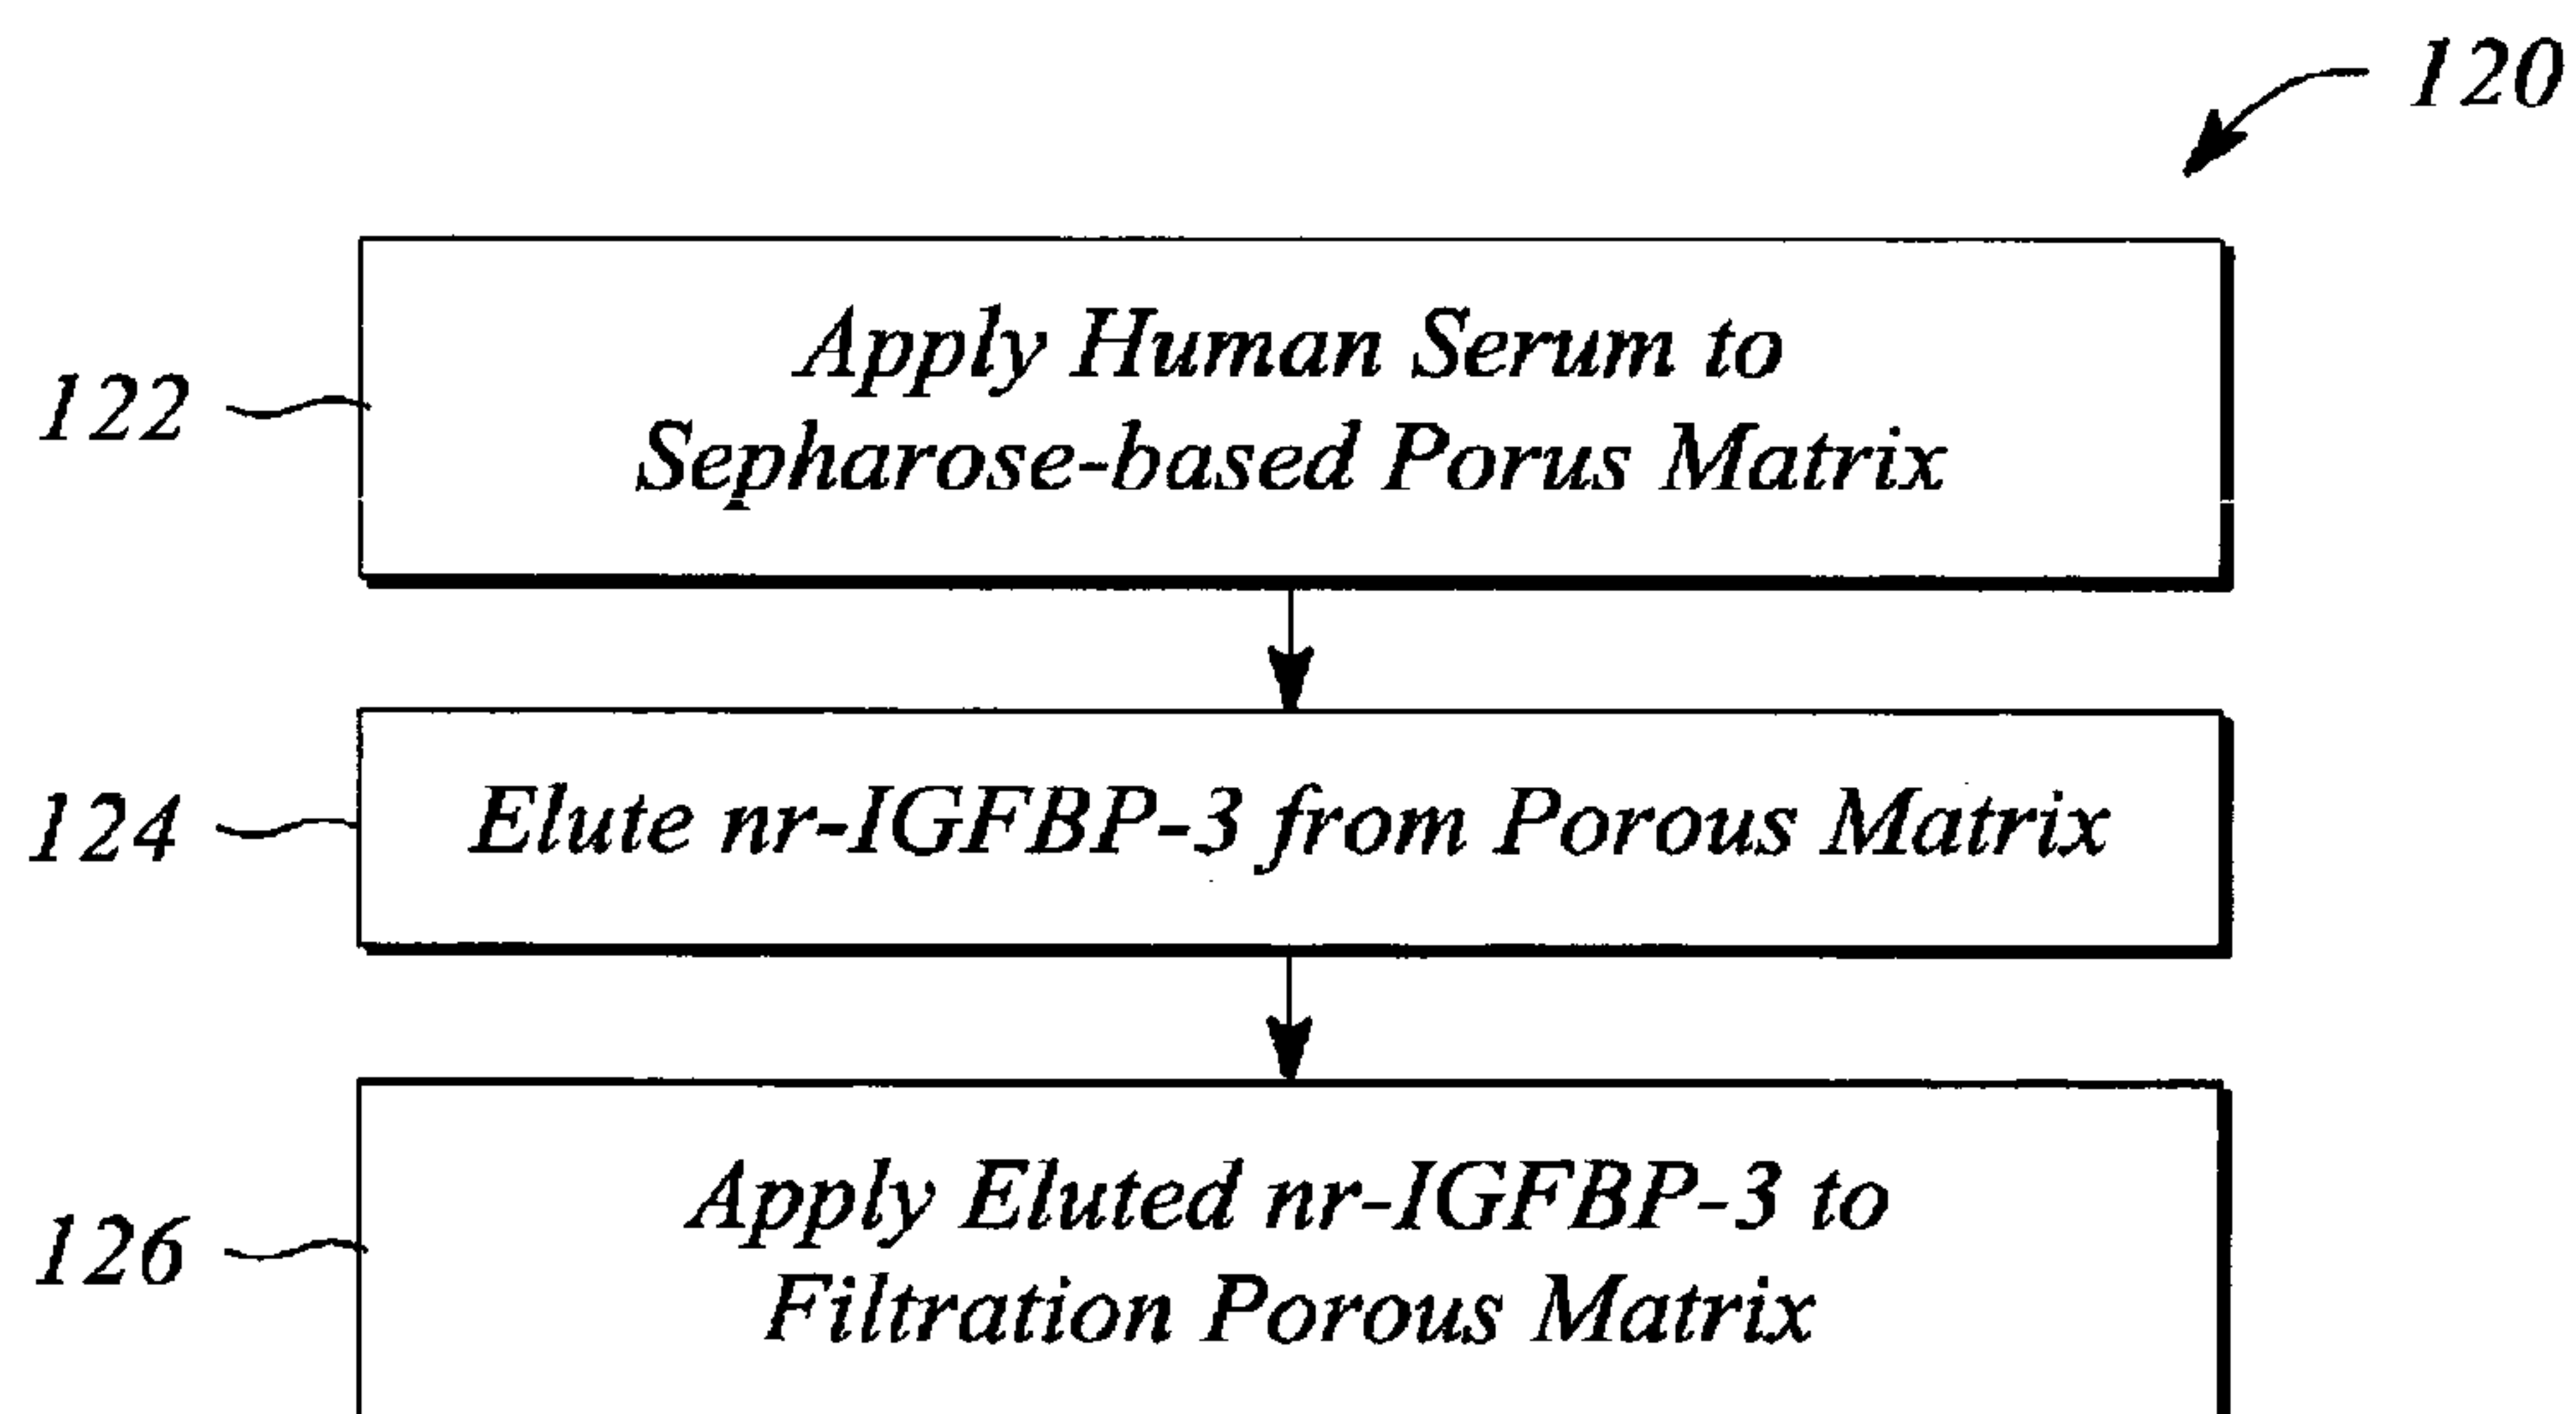 120
122
Apply Human Serum to
Sepharose-based Porus Matrix
124
Elute nr-IGFBP-3 from Porous Matrix
126
Apply Eluted nr-IGFBP-3 to
Filtration Porous Matrix